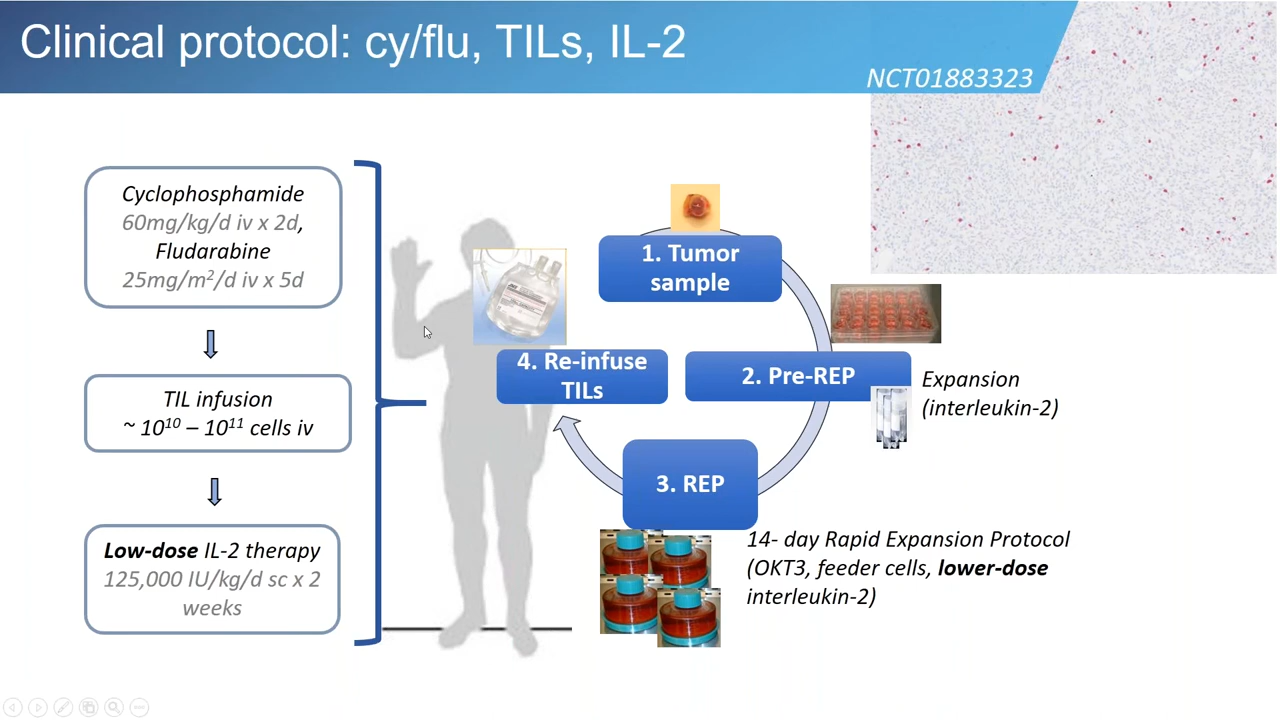 Clinical protocol: cy/flu, TILs, IL-2
NCT01883323
Cyclophosphamide
60mg/kg/d iv x 2d,
Fludarabine
25mg/m²/d iv x 5d
TIL infusion
~ 10¹⁰ – 10¹¹ cells iv
Low-dose IL-2 therapy
125,000 IU/kg/d sc x 2
weeks
1. Tumor
sample
2. Pre-REP
Expansion
(interleukin-2)
3. REP
14- day Rapid Expansion Protocol
(OKT3, feeder cells, lower-dose
interleukin-2)
4. Re-infuse
TILs